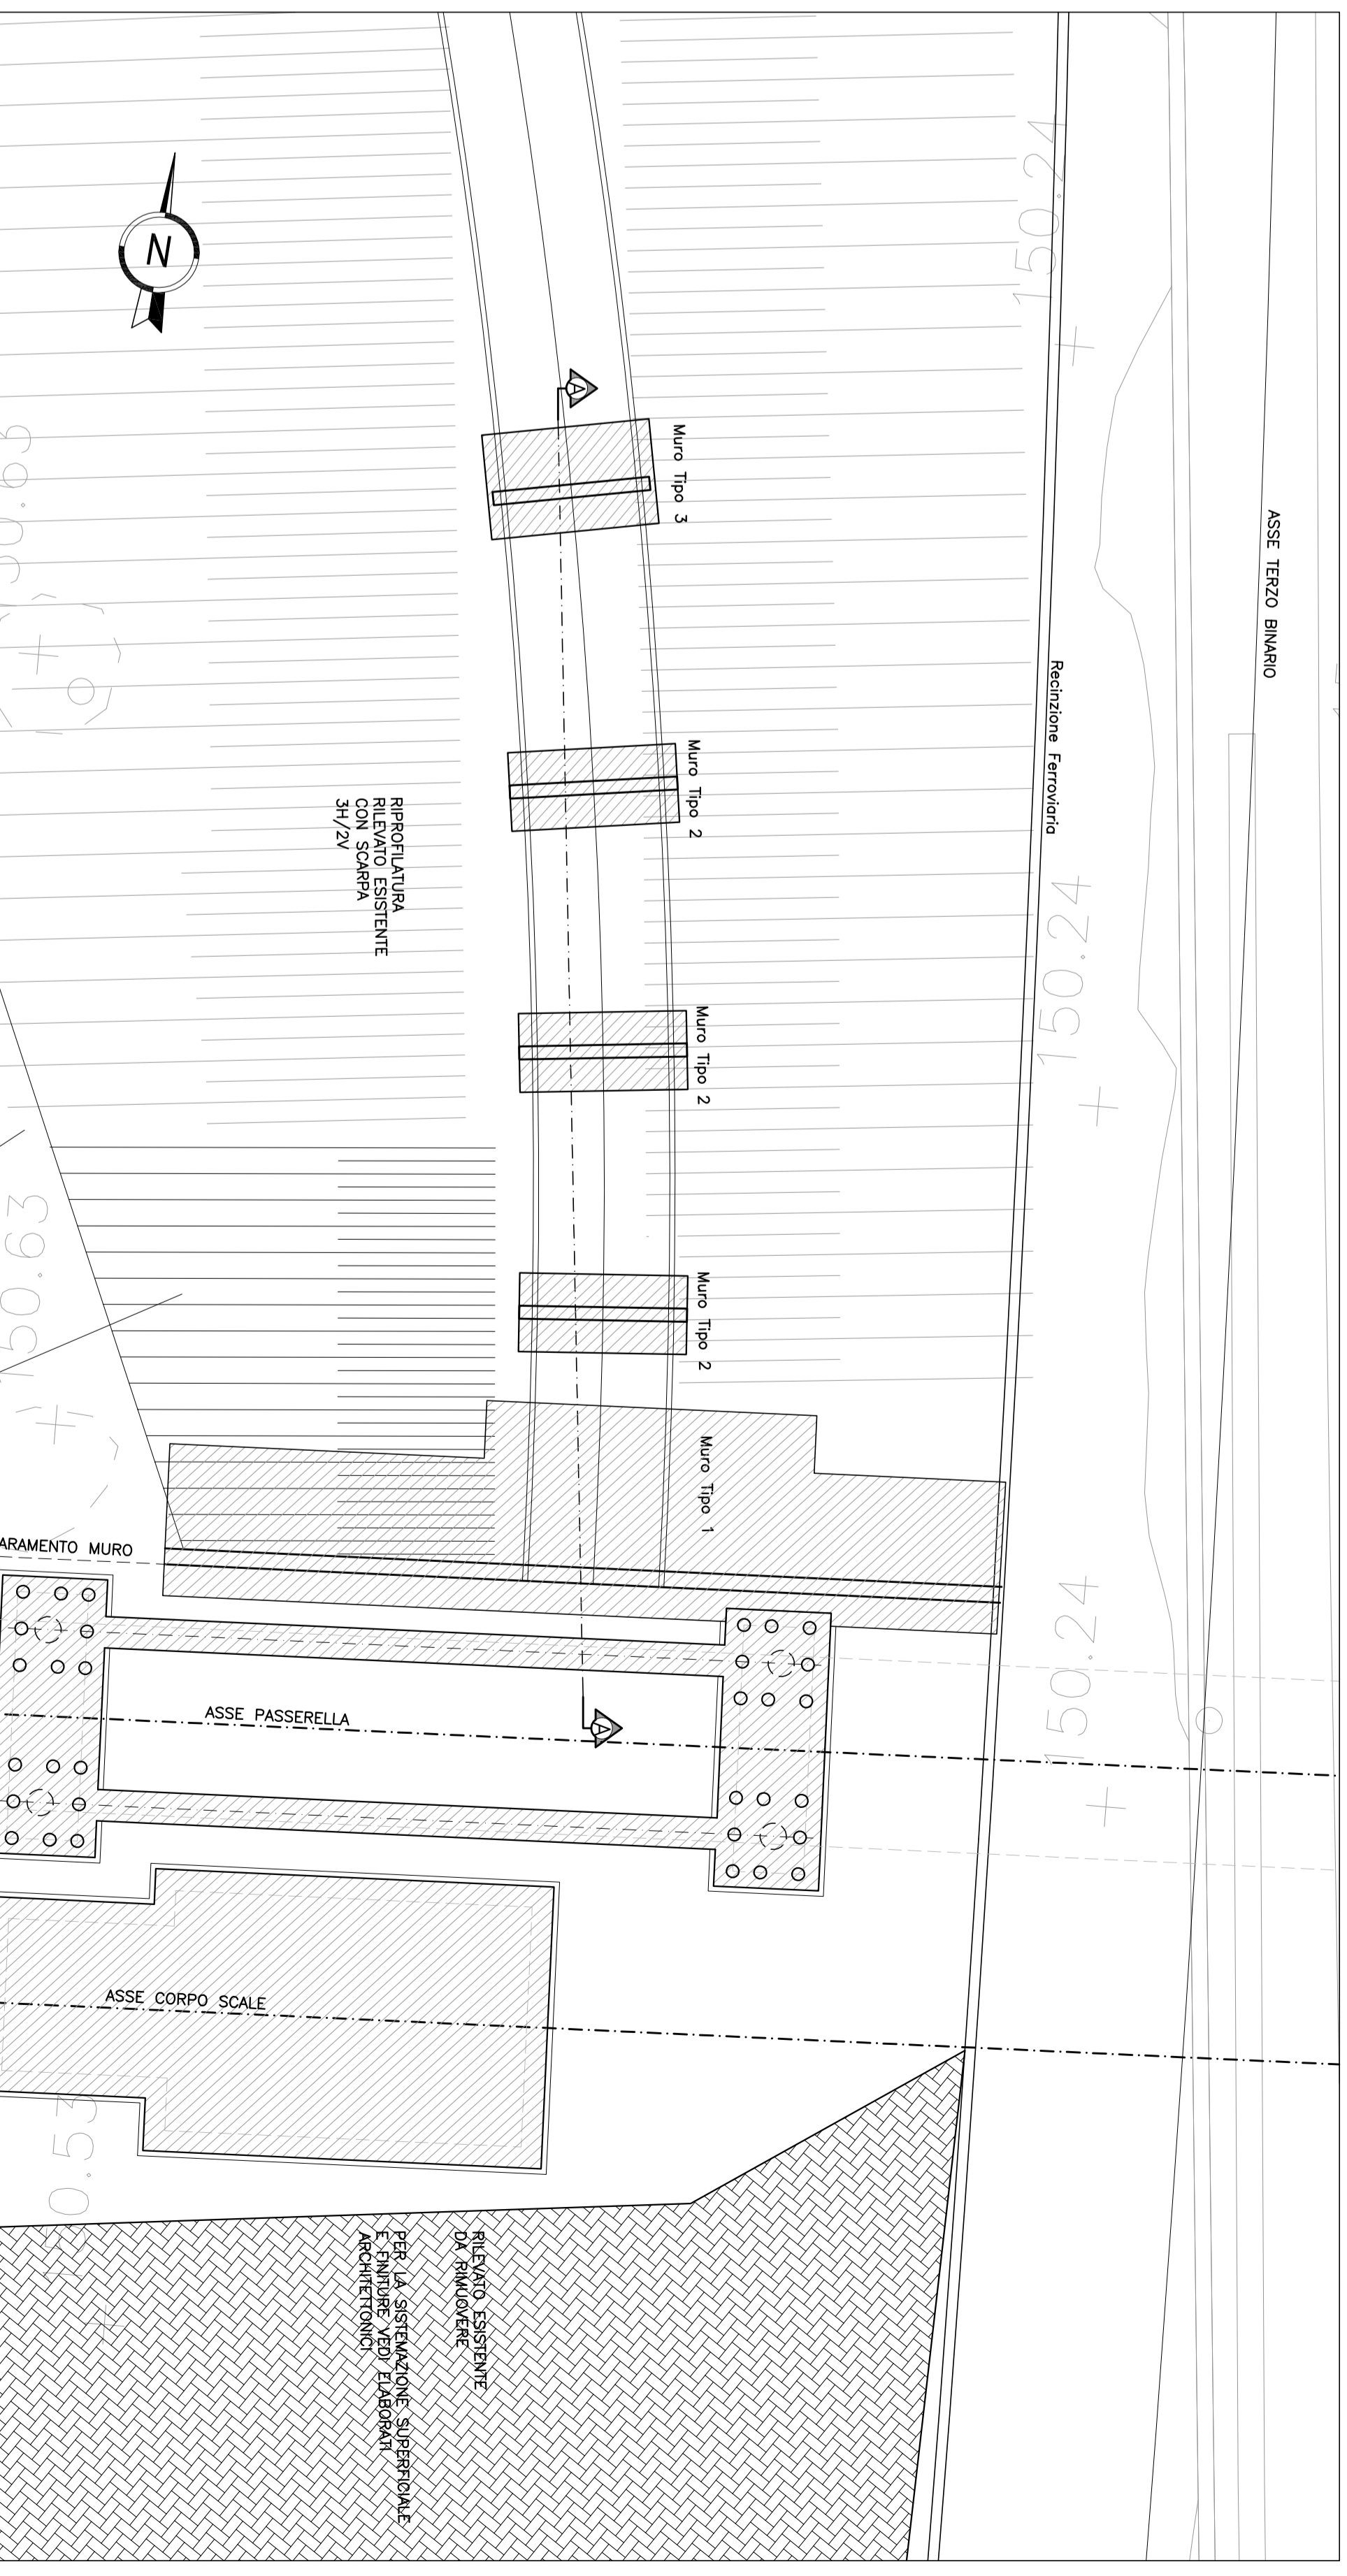 150.24
N
A
Muro Tipo 3
ASSE TERZO BINARIO
Recinzione Ferroviaria
Muro Tipo 2
RIPROFILATURA
RILEVATO ESISTENTE
CON SCARPA
3H/2V
150.24
Muro Tipo 2
Muro Tipo 2
Muro Tipo 1
ARAMENTO MURO
150.24
ASSE PASSERELLA
A
ASSE CORPO SCALE
RILEVATO ESISTENTE
DA RIMUOVERE
PER LA SISTEMAZIONE SUPERFICIALE
E FINITURE VEDI ELABORATI
ARCHITETTONICI